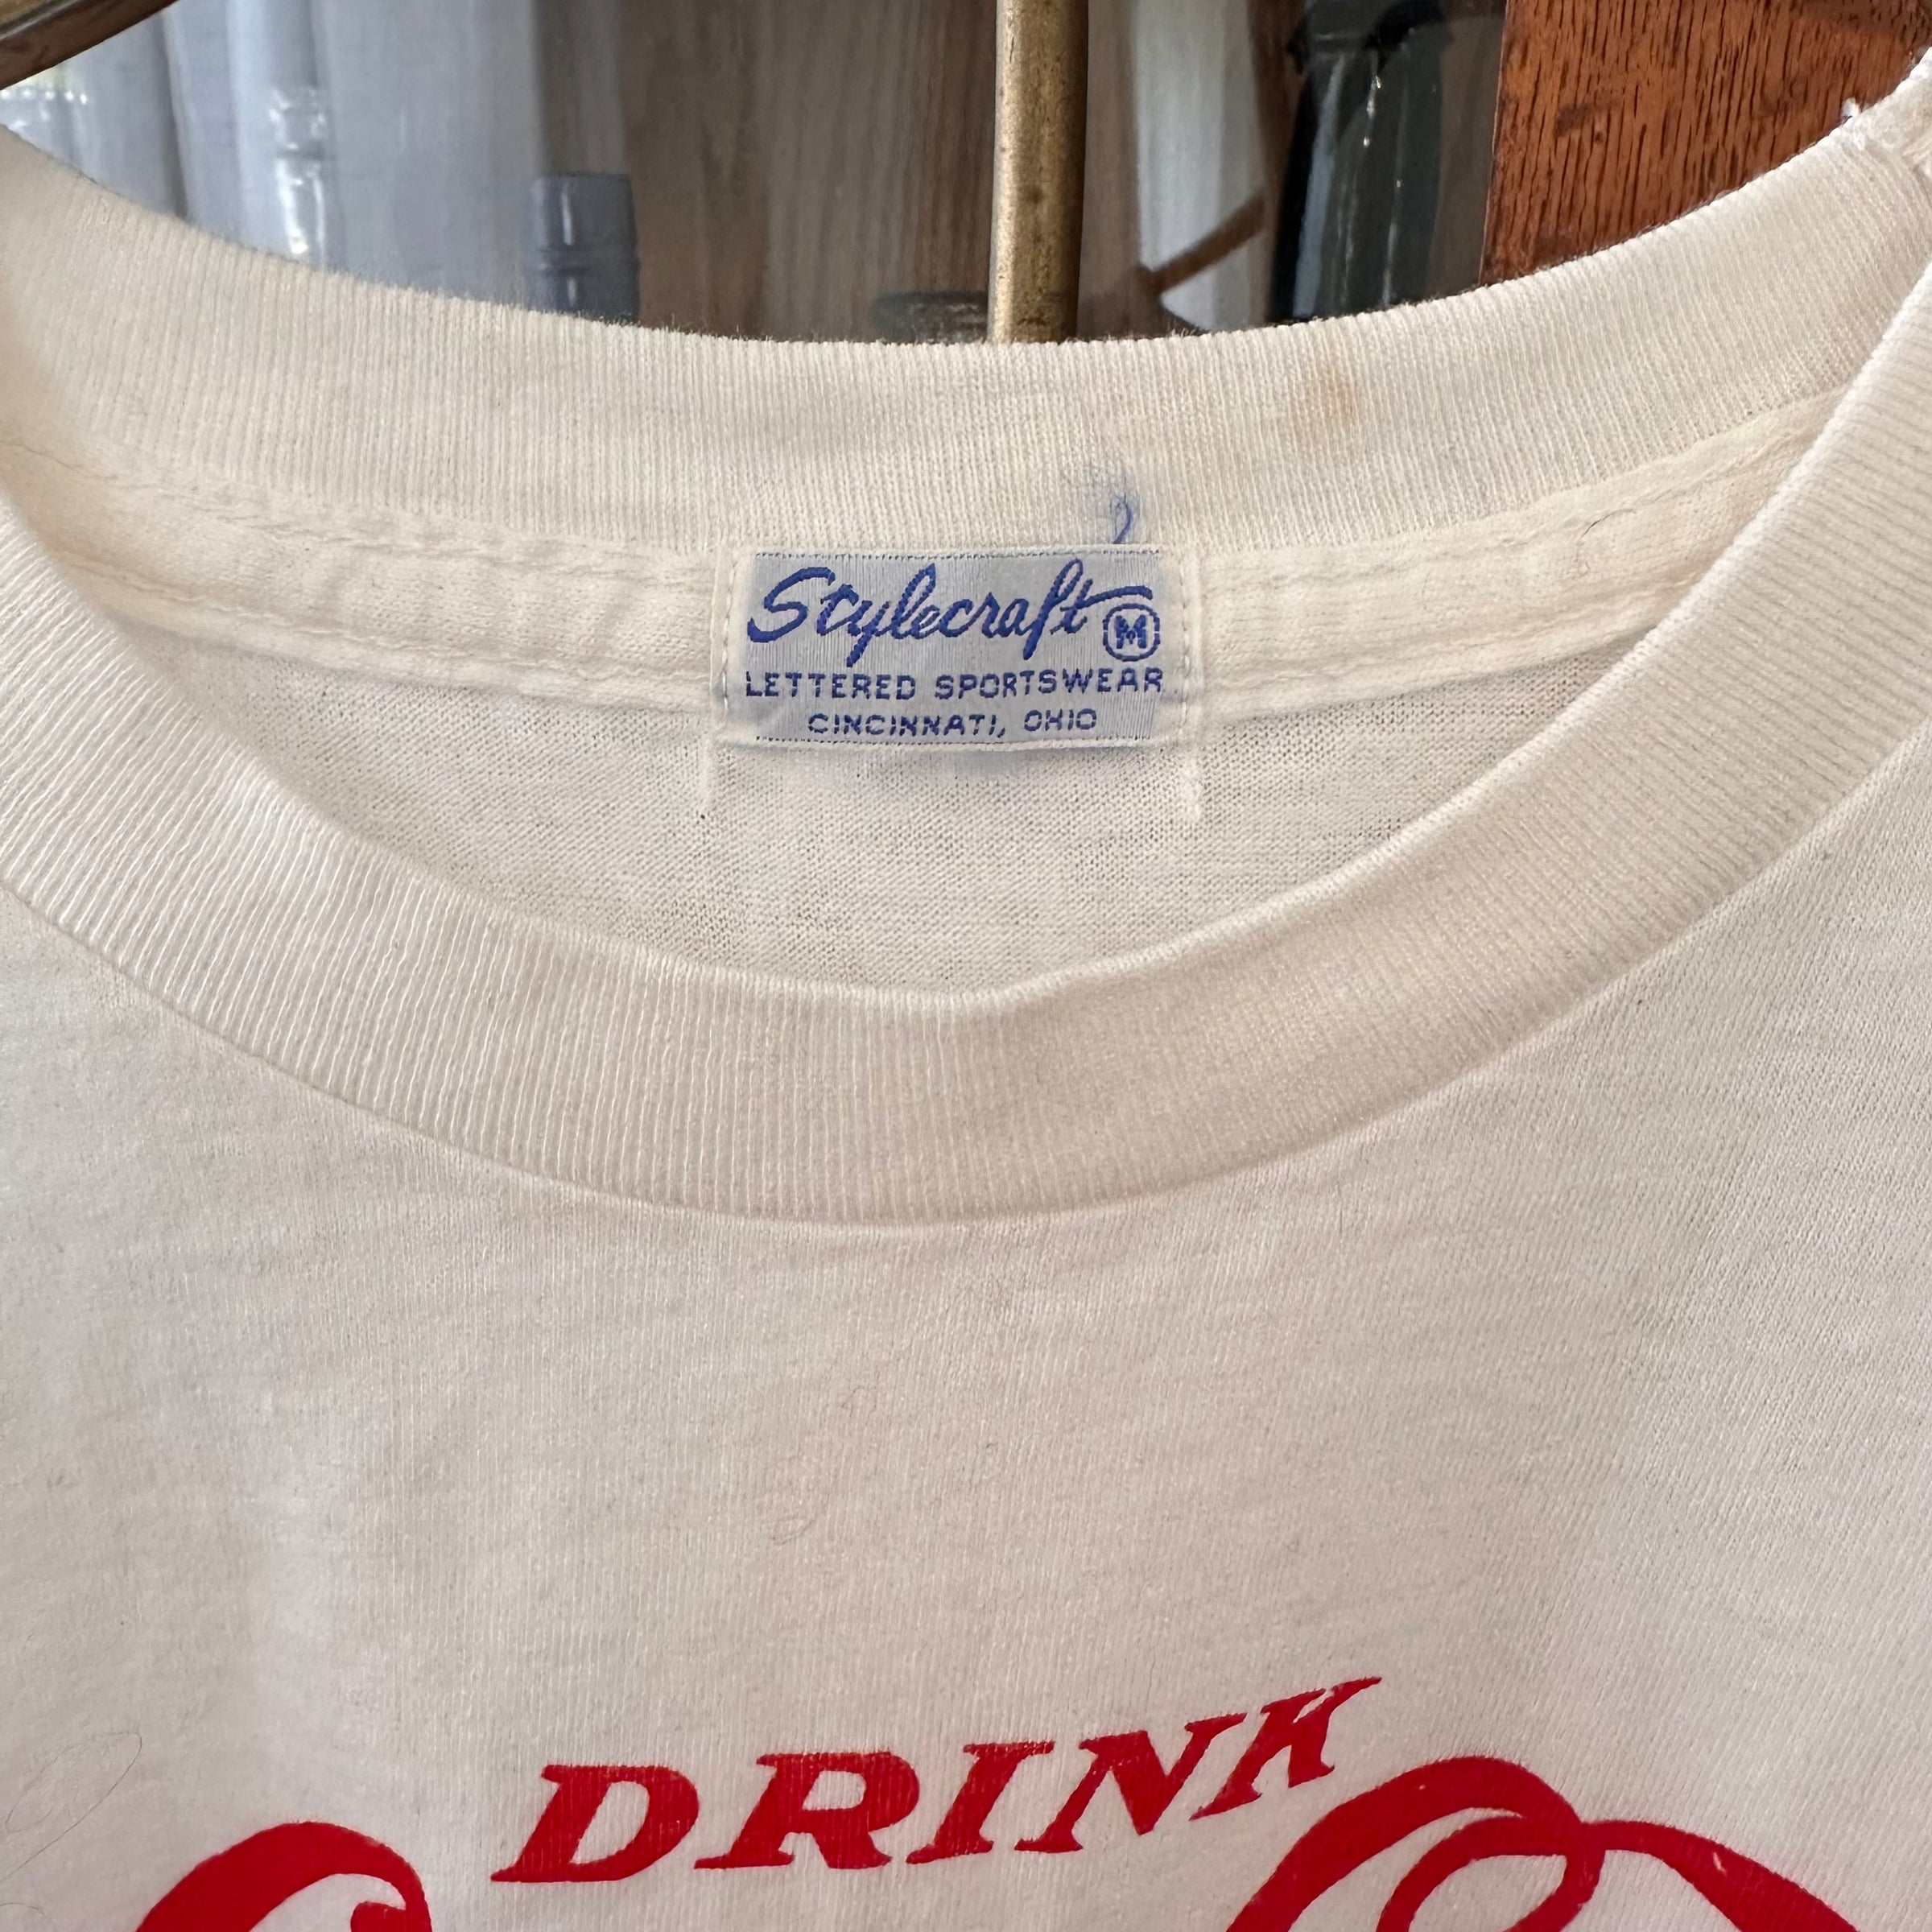 Stylecraft M
LETTERED SPORTSWEAR
CINCINNATI, OHIO
DRINK